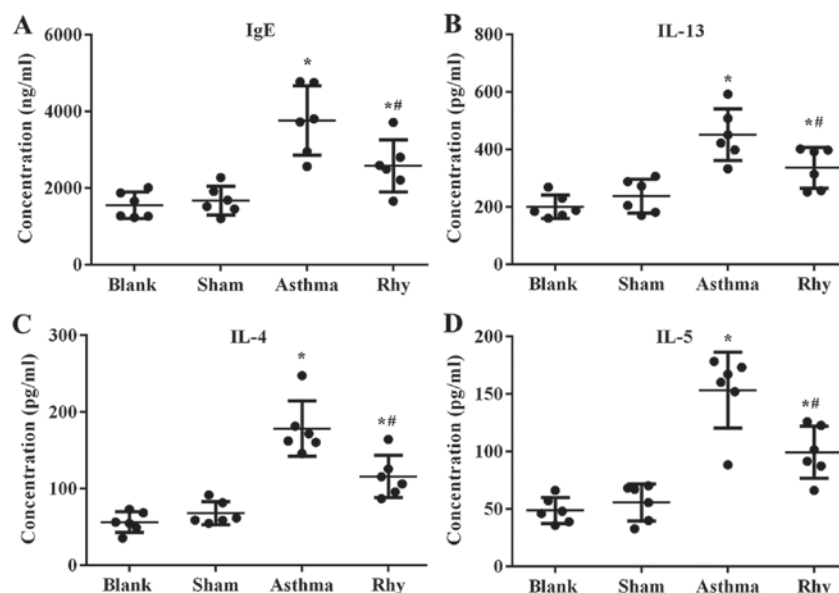 A
IgE
Concentration (ng/ml)
6000
4000
2000
0
*
*#
Blank Sham Asthma Rhy
B
IL-13
Concentration (pg/ml)
800
600
400
200
0
*
*#
Blank Sham Asthma Rhy
C
IL-4
Concentration (pg/ml)
300
200
100
0
*
*#
Blank Sham Asthma Rhy
D
IL-5
Concentration (pg/ml)
200
150
100
50
0
*
*#
Blank Sham Asthma Rhy